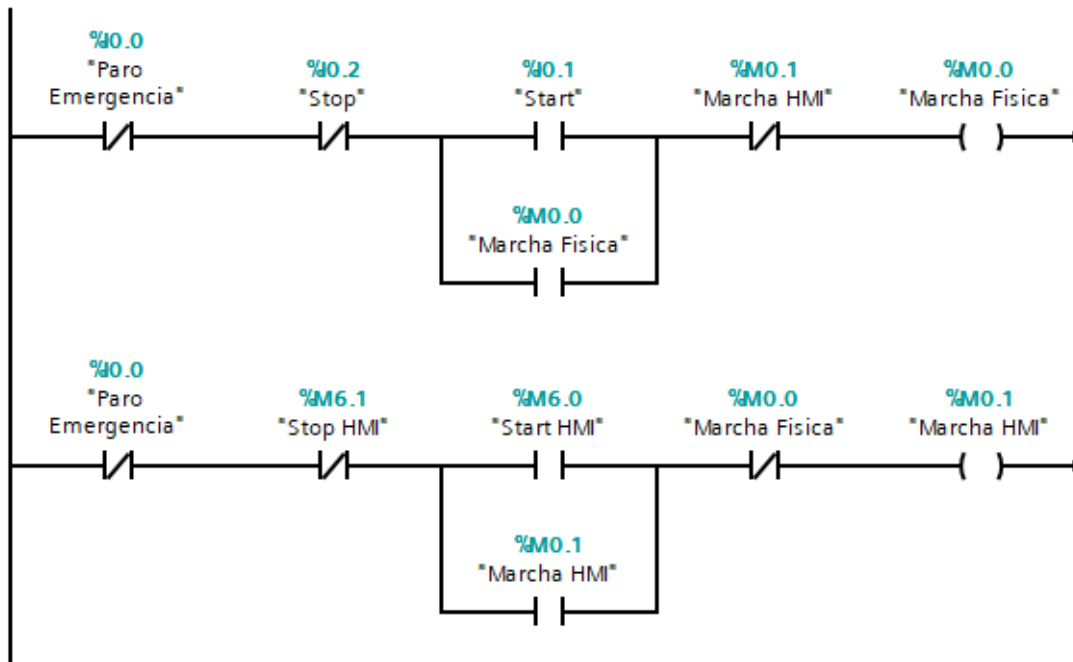 %I0.0
"Paro
Emergencia"
%I0.2
"Stop"
%I0.1
"Start"
%M0.1
"Marcha HMI"
%M0.0
"Marcha Fisica"
%M0.0
"Marcha Fisica"
%I0.0
"Paro
Emergencia"
%M6.1
"Stop HMI"
%M6.0
"Start HMI"
%M0.0
"Marcha Fisica"
%M0.1
"Marcha HMI"
%M0.1
"Marcha HMI"